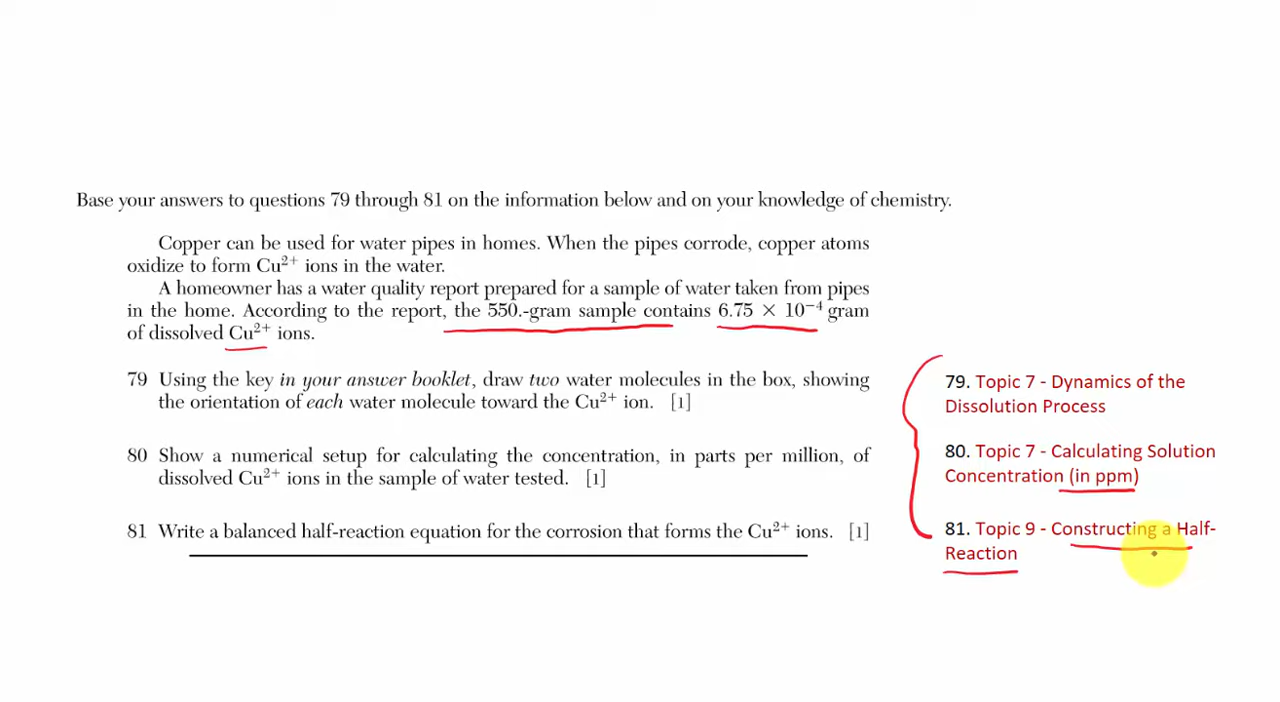 Base your answers to questions 79 through 81 on the information below and on your knowledge of chemistry.
Copper can be used for water pipes in homes. When the pipes corrode, copper atoms
oxidize to form Cu²⁺ ions in the water.
A homeowner has a water quality report prepared for a sample of water taken from pipes
in the home. According to the report, the 550.-gram sample contains 6.75 × 10⁻⁴ gram
of dissolved Cu²⁺ ions.
79 Using the key in your answer booklet, draw two water molecules in the box, showing
the orientation of each water molecule toward the Cu²⁺ ion. [1]
80 Show a numerical setup for calculating the concentration, in parts per million, of
dissolved Cu²⁺ ions in the sample of water tested. [1]
81 Write a balanced half-reaction equation for the corrosion that forms the Cu²⁺ ions. [1]
79. Topic 7 - Dynamics of the
Dissolution Process
80. Topic 7 - Calculating Solution
Concentration (in ppm)
81. Topic 9 - Constructing a Half-
Reaction